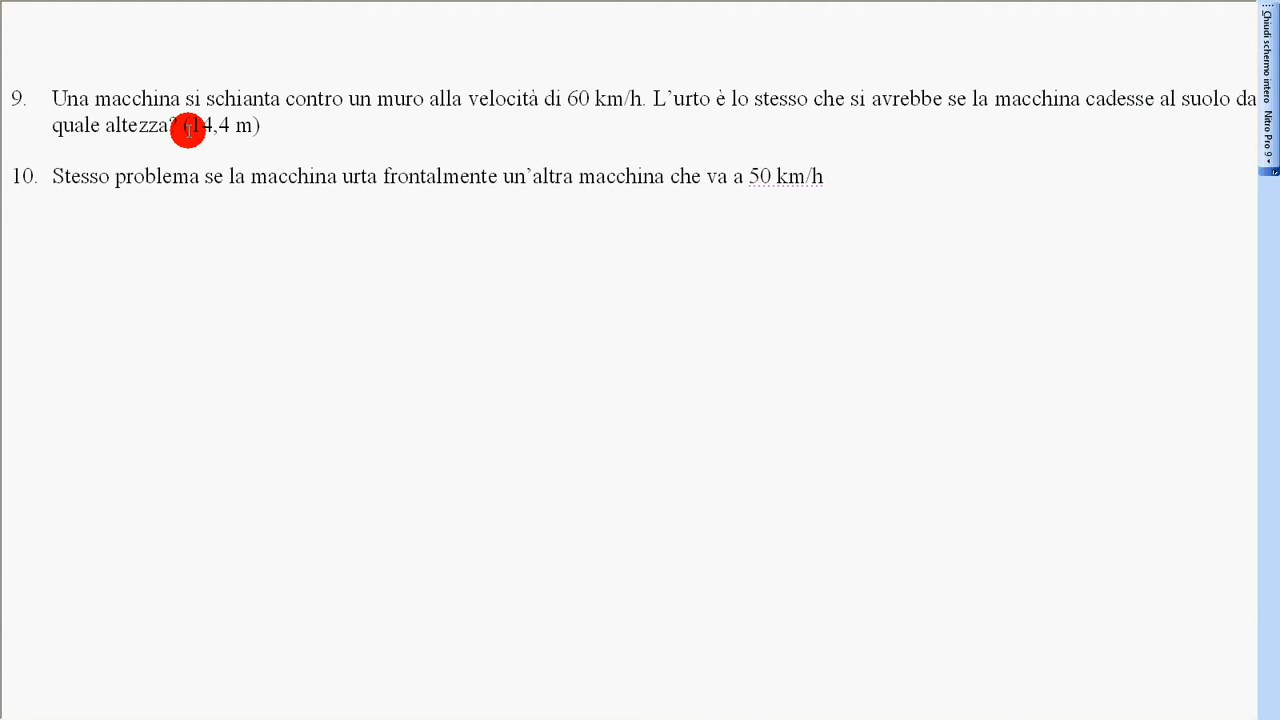 9. Una macchina si schianta contro un muro alla velocità di 60 km/h. L’urto è lo stesso che si avrebbe se la macchina cadesse al suolo da
quale altezza? (14,4 m)
10. Stesso problema se la macchina urta frontalmente un’altra macchina che va a 50 km/h
Chiudi schermo intero
Nitro Pro 9